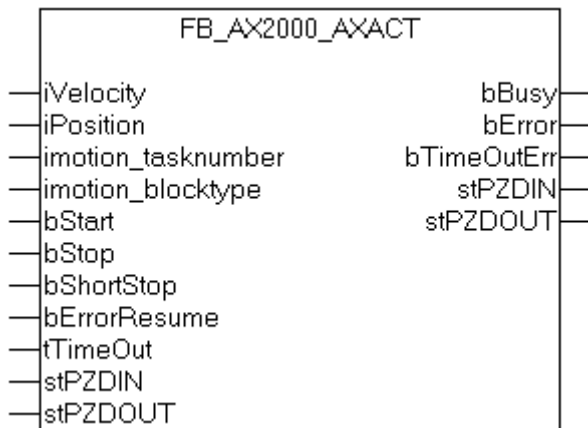 FB_AX2000_AXACT
iVelocity bBusy
iPosition bError
imotion_tasknumber bTimeOutErr
imotion_blocktype stPZDIN
bStart stPZDOUT
bStop
bShortStop
bErrorResume
tTimeOut
stPZDIN
stPZDOUT